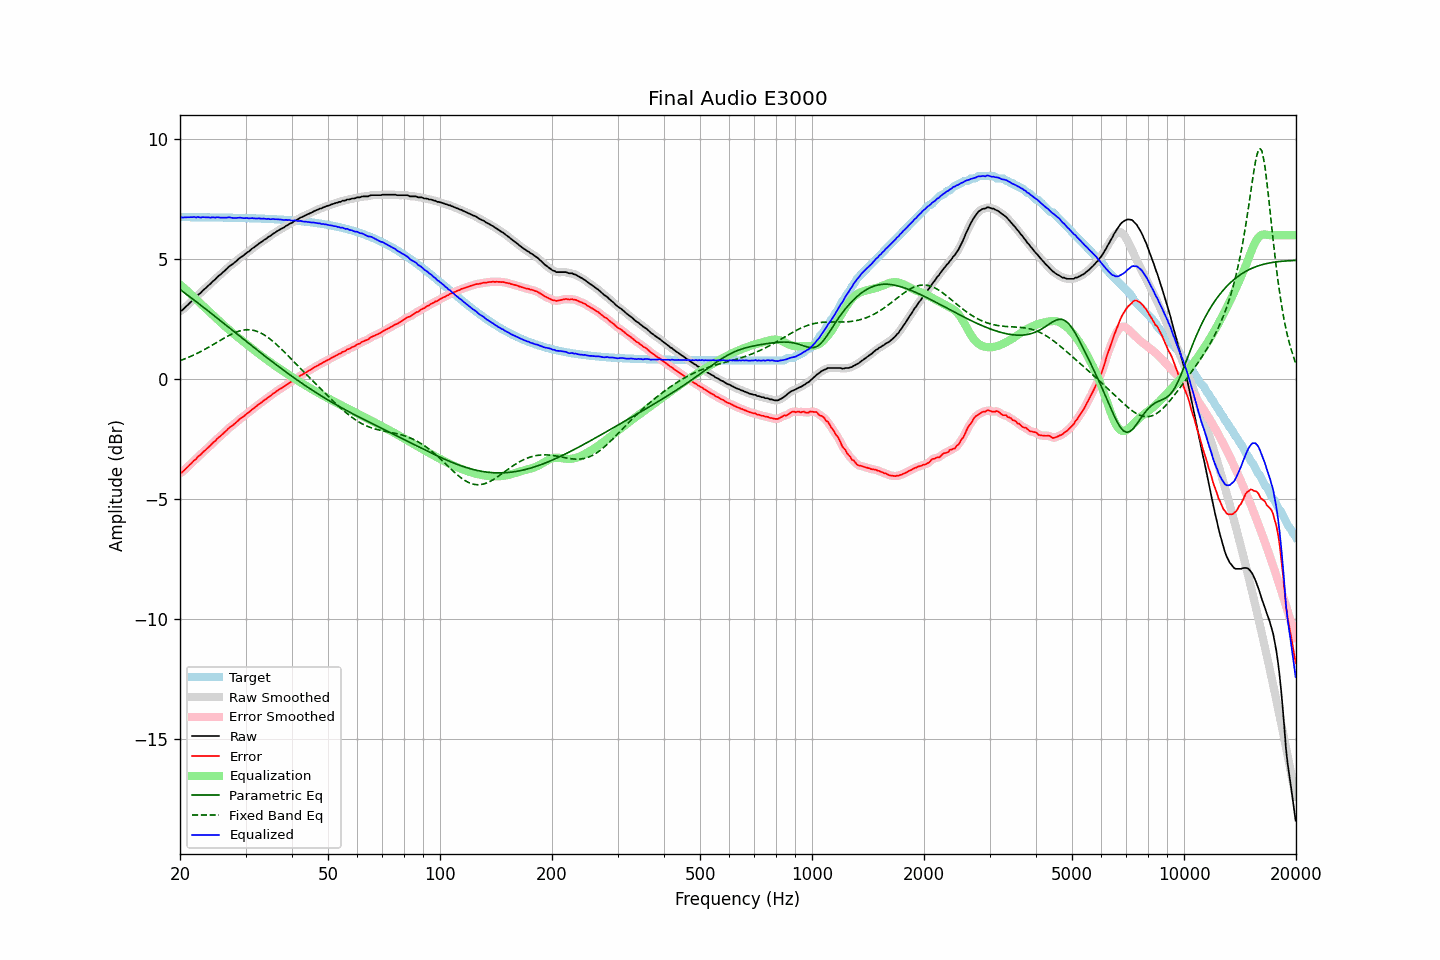 Final Audio E3000
Amplitude (dBr)
10
5
0
−5
−10
−15
Target
Raw Smoothed
Error Smoothed
Raw
Error
Equalization
Parametric Eq
Fixed Band Eq
Equalized
20 50 100 200 500 1000 2000 5000 10000 20000
Frequency (Hz)